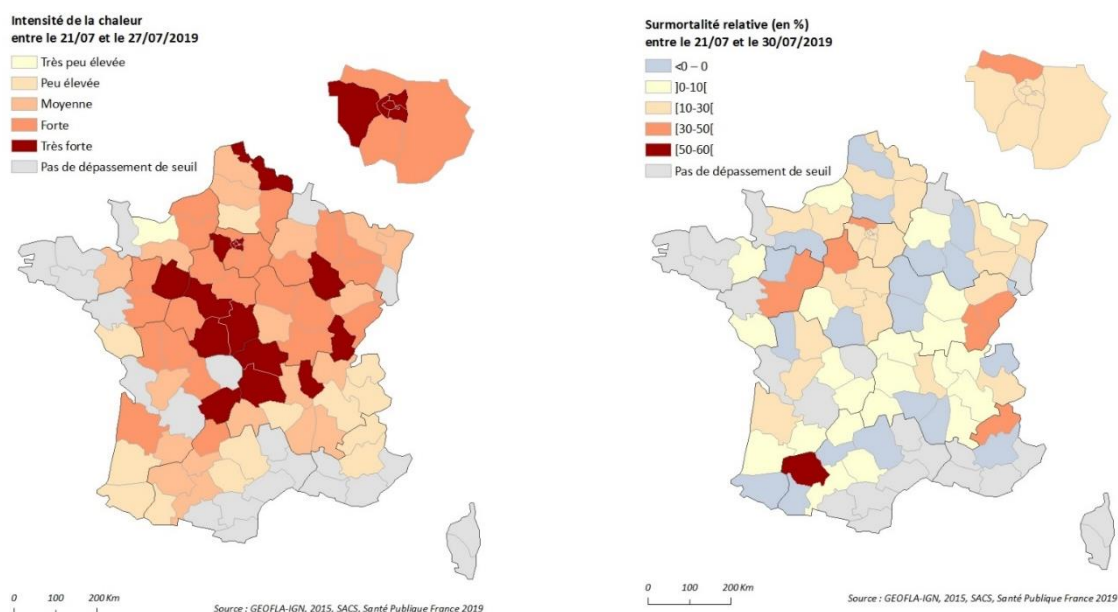 Intensité de la chaleur
entre le 21/07 et le 27/07/2019
Très peu élevée
Peu élevée
Moyenne
Forte
Très forte
Pas de dépassement de seuil
0 100 200 Km
Source : GEOFLA-IGN, 2015, SACS, Santé Publique France 2019
Surmortalité relative (en %)
entre le 21/07 et le 30/07/2019
<0 – 0
]0-10[
[10-30[
[30-50[
[50-60[
Pas de dépassement de seuil
0 100 200 Km
Source : GEOFLA-IGN, 2015, SACS, Santé Publique France 2019